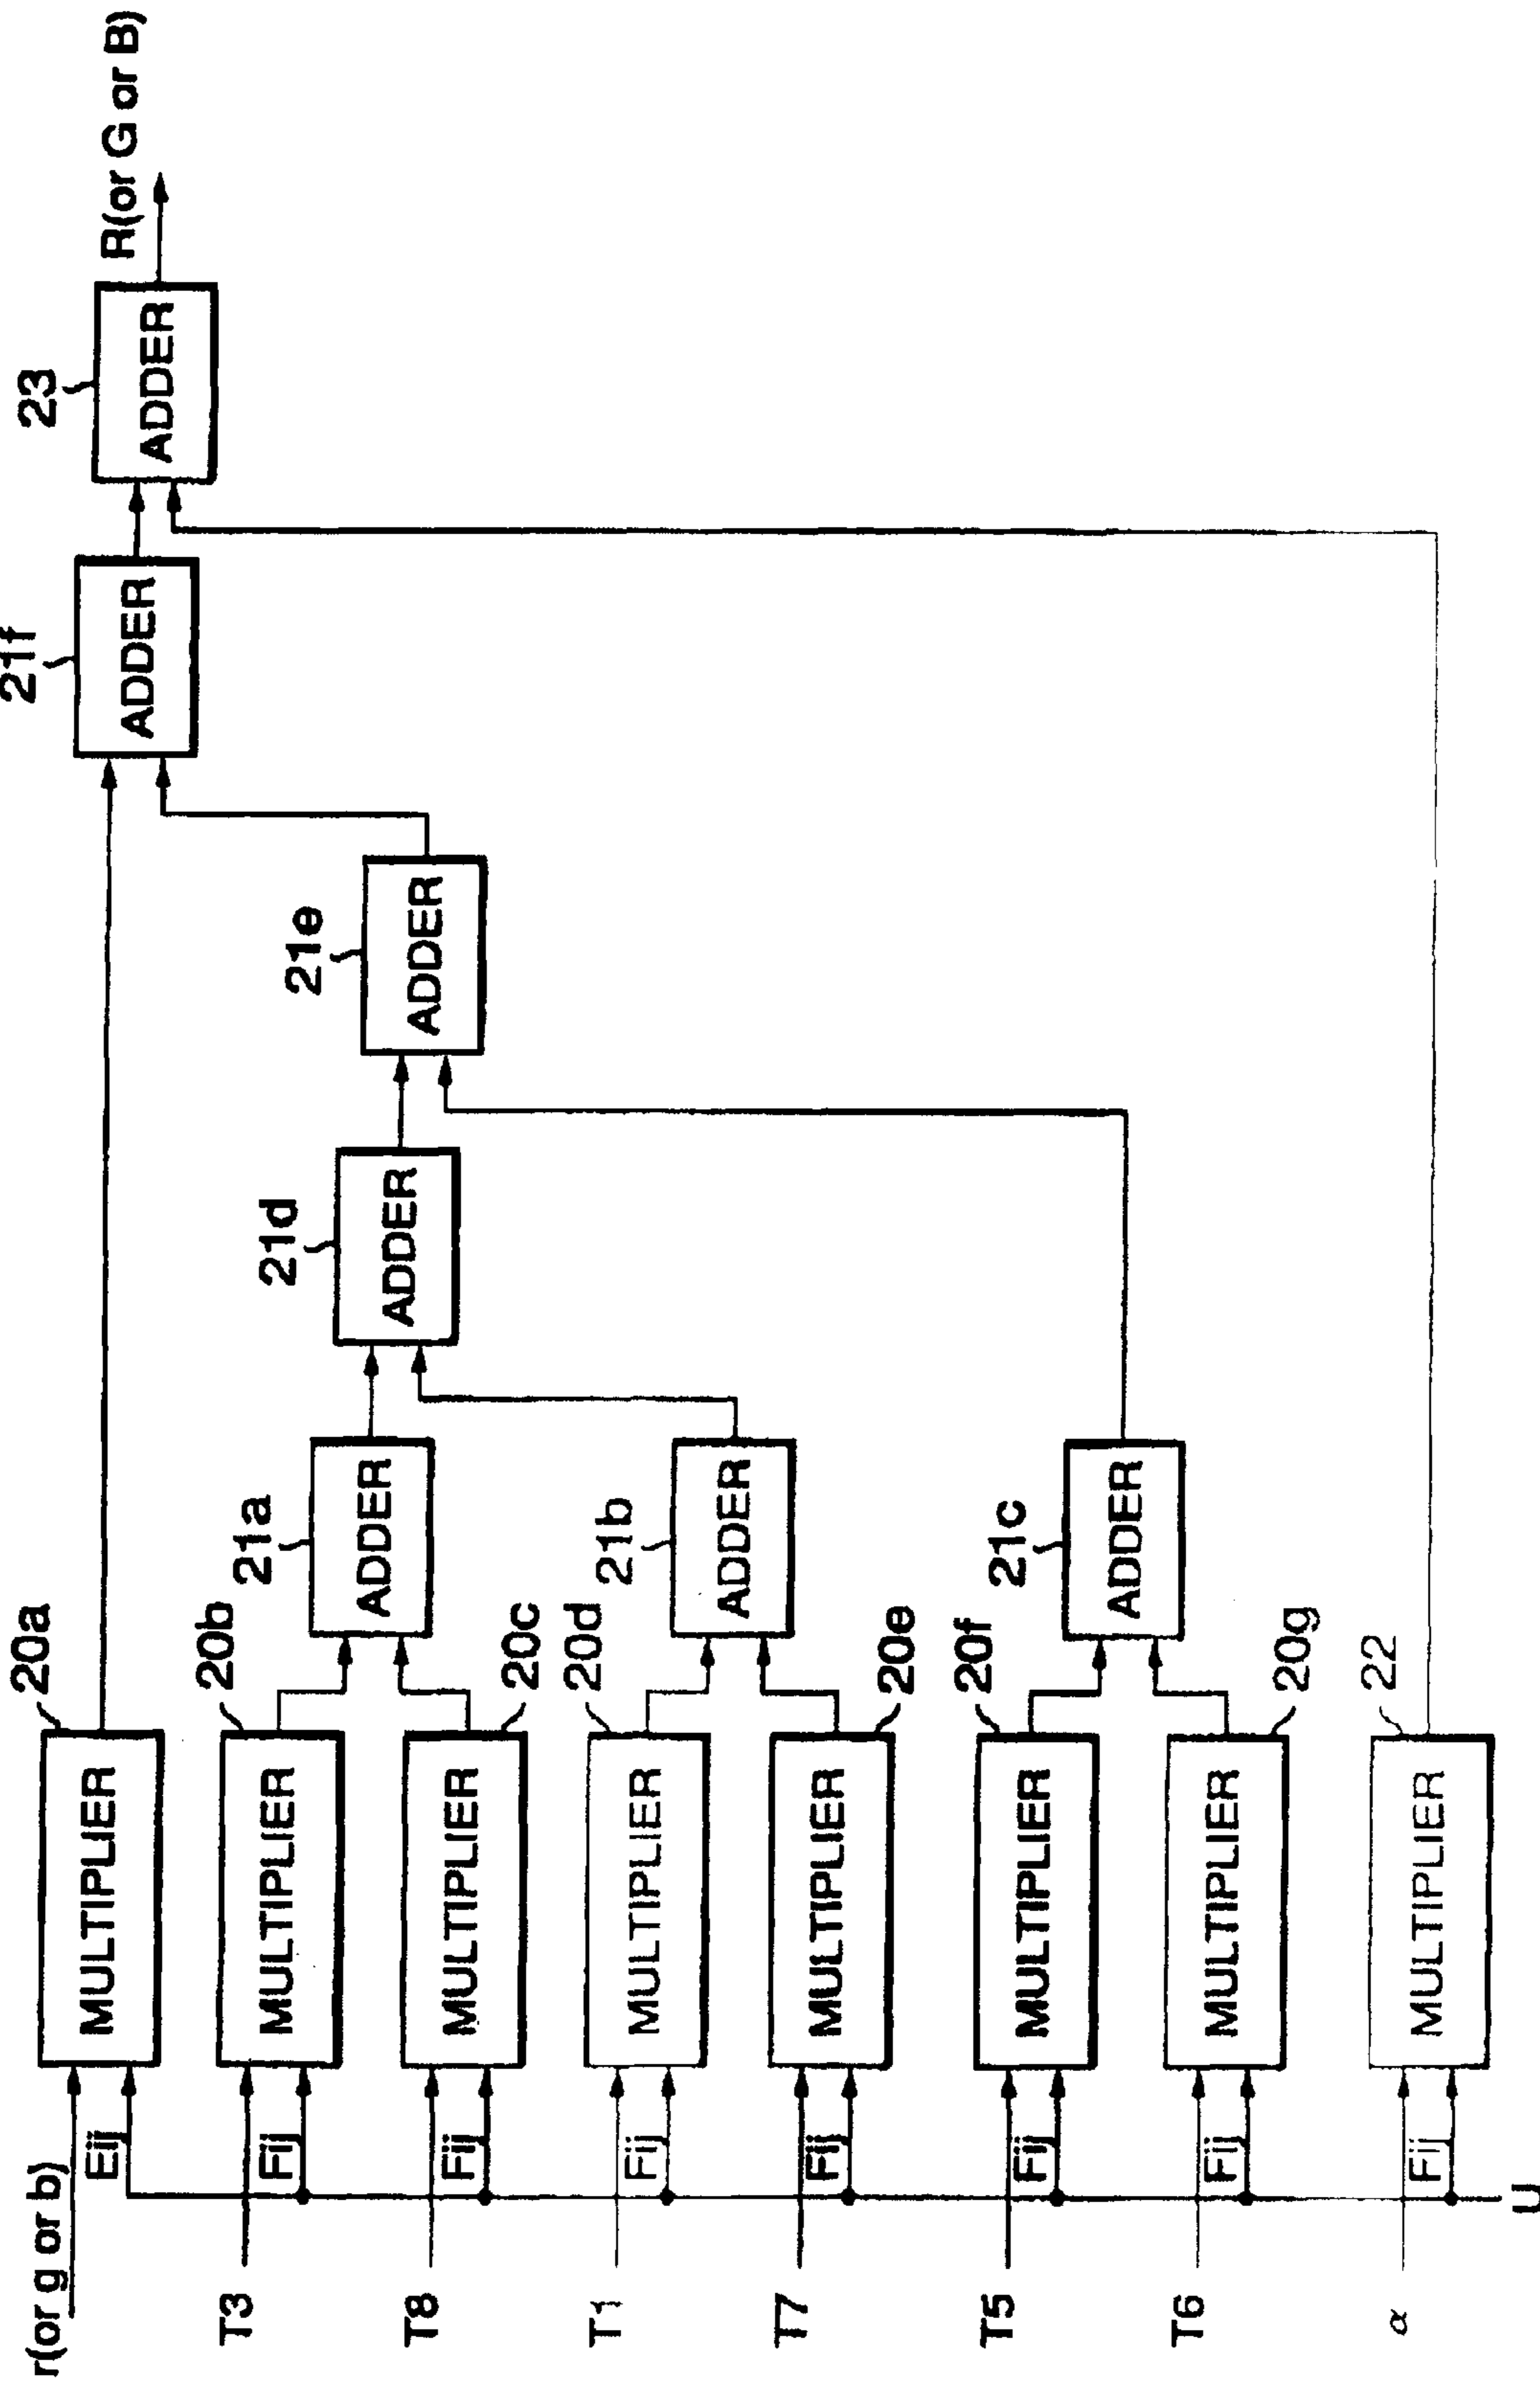 r(or g or b)
Eij
MULTIPLIER
20a
T3
Fij
MULTIPLIER
20b
T8
Fij
MULTIPLIER
20c
T1
Fij
MULTIPLIER
20d
T7
Fij
MULTIPLIER
20e
T5
Fij
MULTIPLIER
20f
T6
Fij
MULTIPLIER
20g
α
Fij
MULTIPLIER
22
U
ADDER
21a
ADDER
21b
ADDER
21c
ADDER
21d
ADDER
21e
ADDER
21f
ADDER
23
R(or G or B)